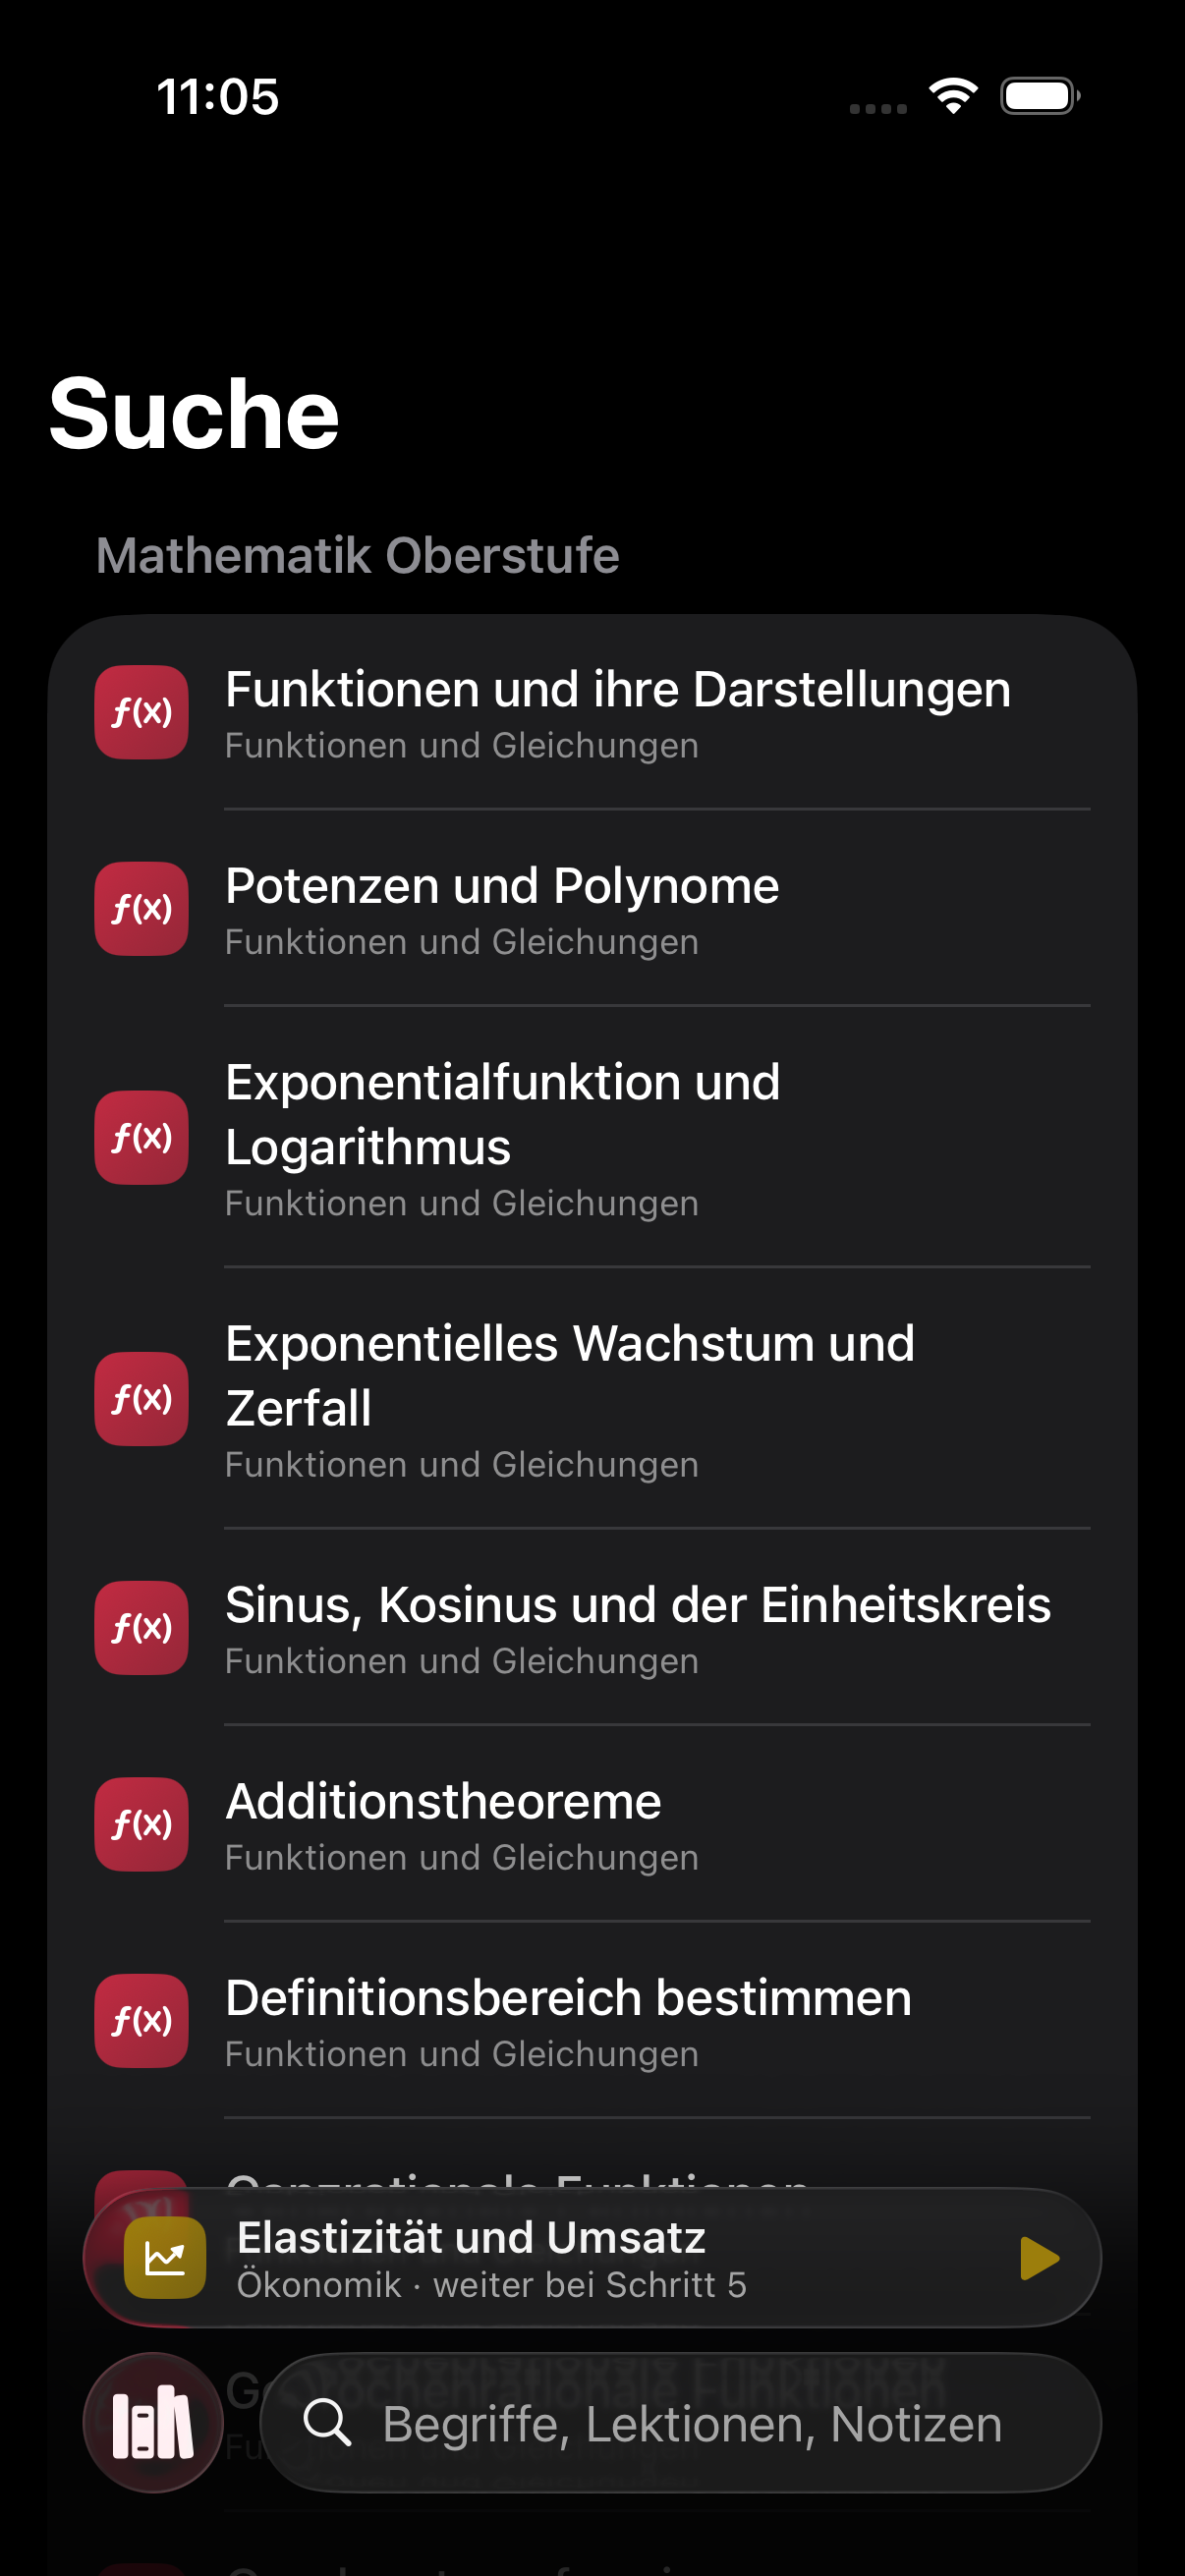 11:05
Suche
Mathematik Oberstufe
f(x)
Funktionen und ihre Darstellungen
Funktionen und Gleichungen
f(x)
Potenzen und Polynome
Funktionen und Gleichungen
f(x)
Exponentialfunktion und
Logarithmus
Funktionen und Gleichungen
f(x)
Exponentielles Wachstum und
Zerfall
Funktionen und Gleichungen
f(x)
Sinus, Kosinus und der Einheitskreis
Funktionen und Gleichungen
f(x)
Additionstheoreme
Funktionen und Gleichungen
f(x)
Definitionsbereich bestimmen
Funktionen und Gleichungen
Ganzrationale Funktionen
Elastizität und Umsatz
Ökonomik · weiter bei Schritt 5
Begriffe, Lektionen, Notizen